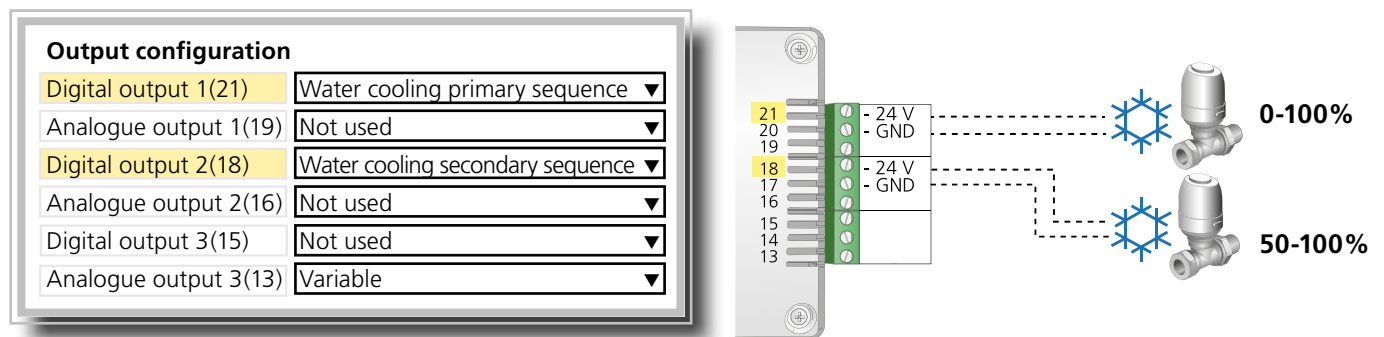 Output configuration
Digital output 1(21) Water cooling primary sequence ▼
Analogue output 1(19) Not used ▼
Digital output 2(18) Water cooling secondary sequence ▼
Analogue output 2(16) Not used ▼
Digital output 3(15) Not used ▼
Analogue output 3(13) Variable ▼
21 - 24 V
20 - GND
19
18 - 24 V
17 - GND
16
15
14
13
0-100%
50-100%